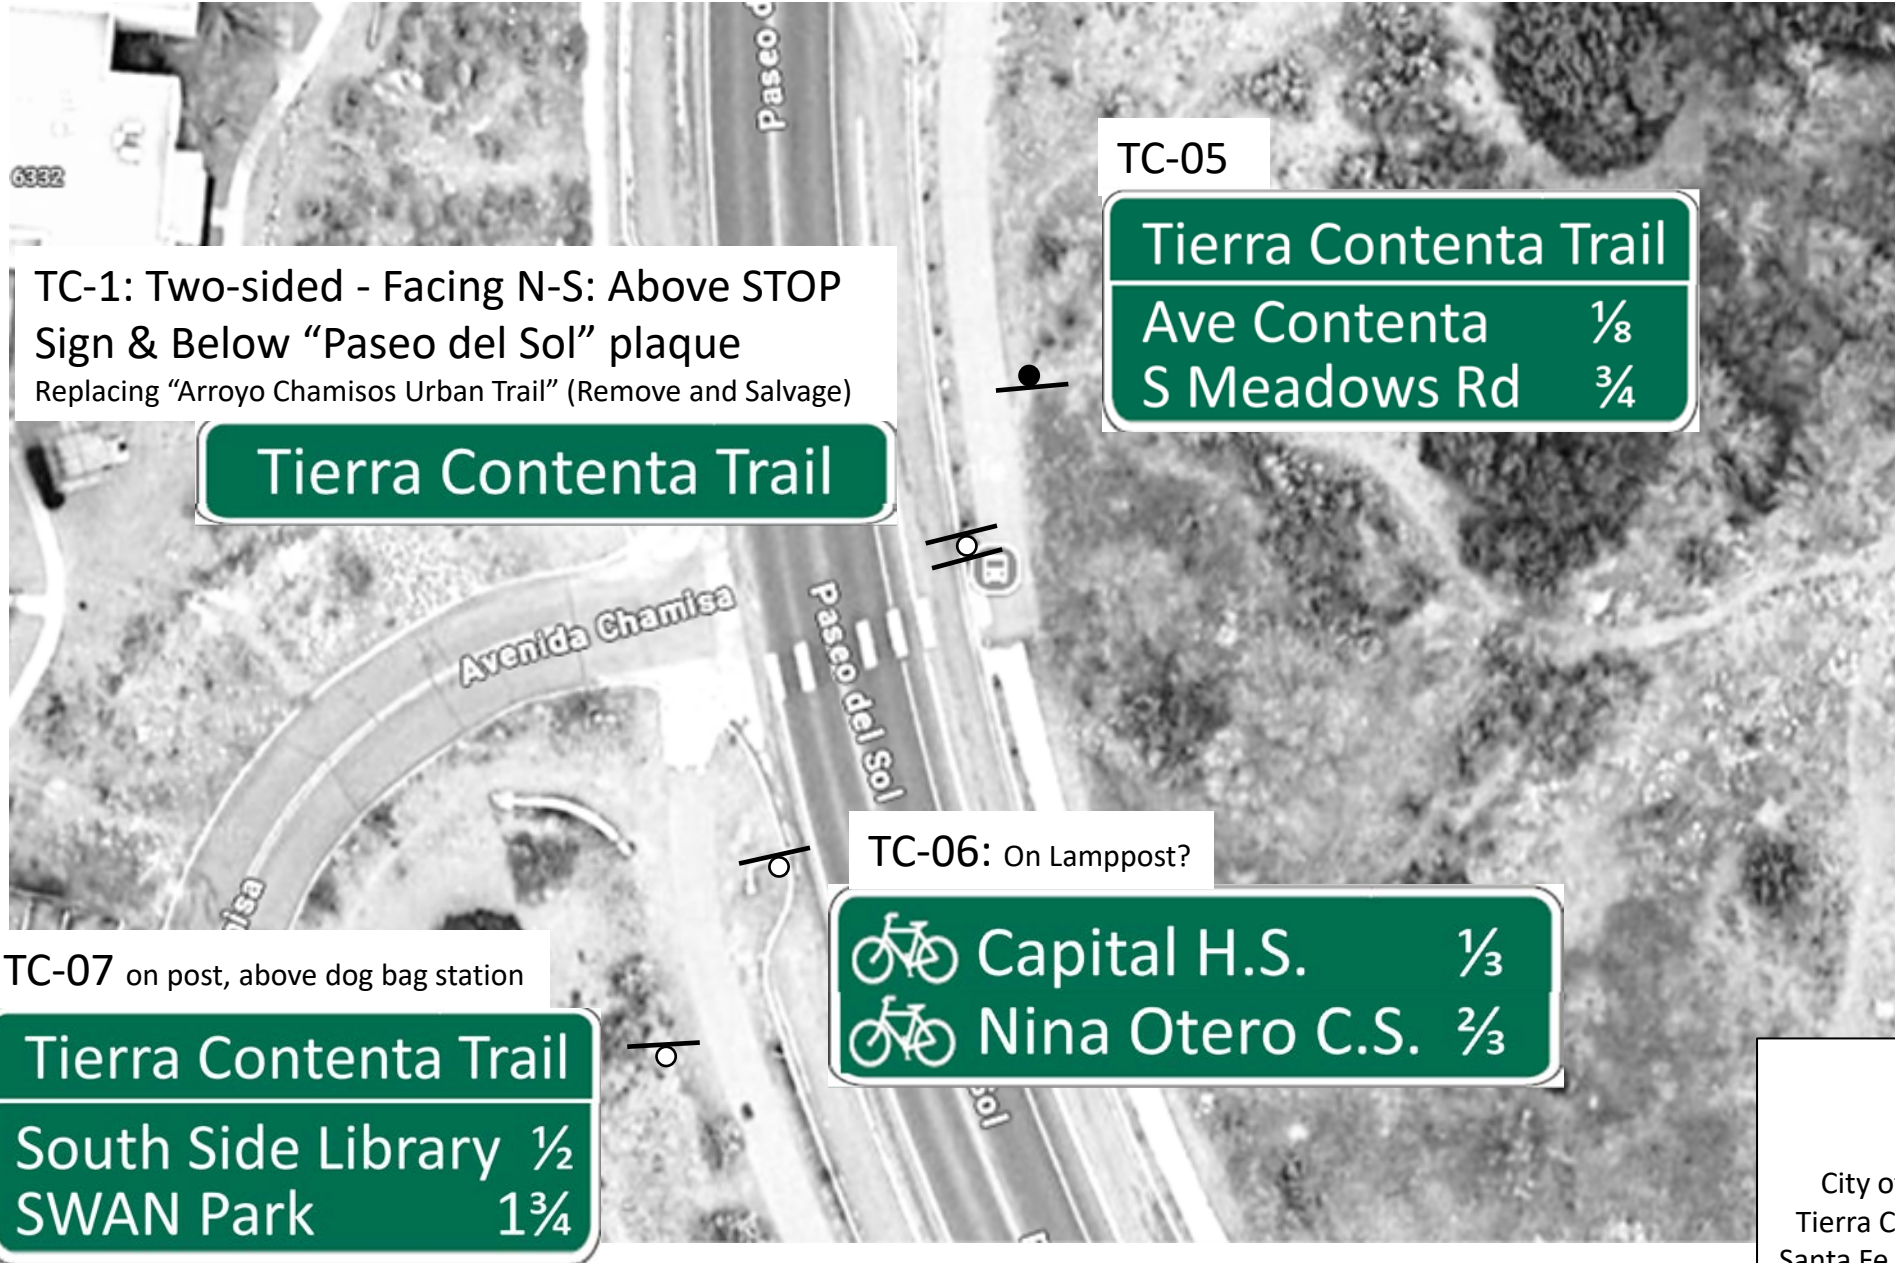 Paseo d
6332
TC-05
Tierra Contenta Trail
Ave Contenta ⅛
S Meadows Rd ¾
TC-1: Two-sided - Facing N-S: Above STOP
Sign & Below “Paseo del Sol” plaque
Replacing “Arroyo Chamisos Urban Trail” (Remove and Salvage)
Tierra Contenta Trail
Avenida Chamisa
Paseo del Sol
TC-06: On Lamppost?
Capital H.S. ⅓
Nina Otero C.S. ⅔
TC-07 on post, above dog bag station
Tierra Contenta Trail
South Side Library ½
SWAN Park 1¾
sol
City o
Tierra C
Santa Fe